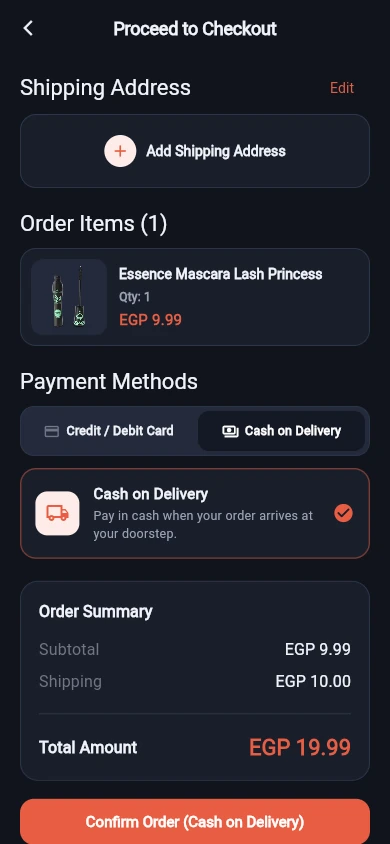 Proceed to Checkout
Shipping Address
Edit
Add Shipping Address
Order Items (1)
Essence Mascara Lash Princess
Qty: 1
EGP 9.99
Payment Methods
Credit / Debit Card
Cash on Delivery
Cash on Delivery
Pay in cash when your order arrives at
your doorstep.
Order Summary
Subtotal
EGP 9.99
Shipping
EGP 10.00
Total Amount
EGP 19.99
Confirm Order (Cash on Delivery)